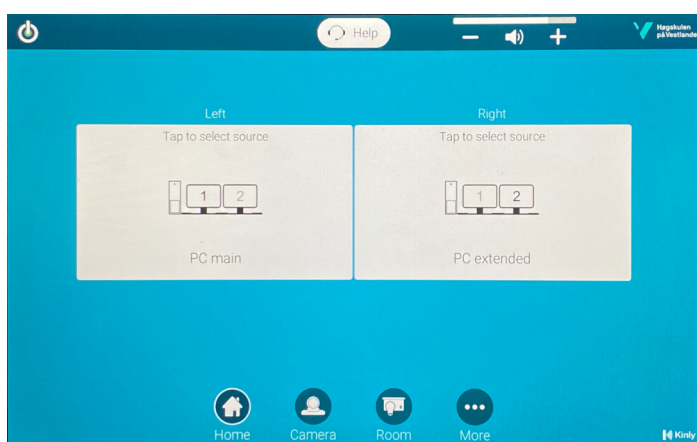 Help
Høgskulen
på Vestlande
Left
Right
Tap to select source
Tap to select source
1 2
1 2
PC main
PC extended
Home
Camera
Room
More
Kinly